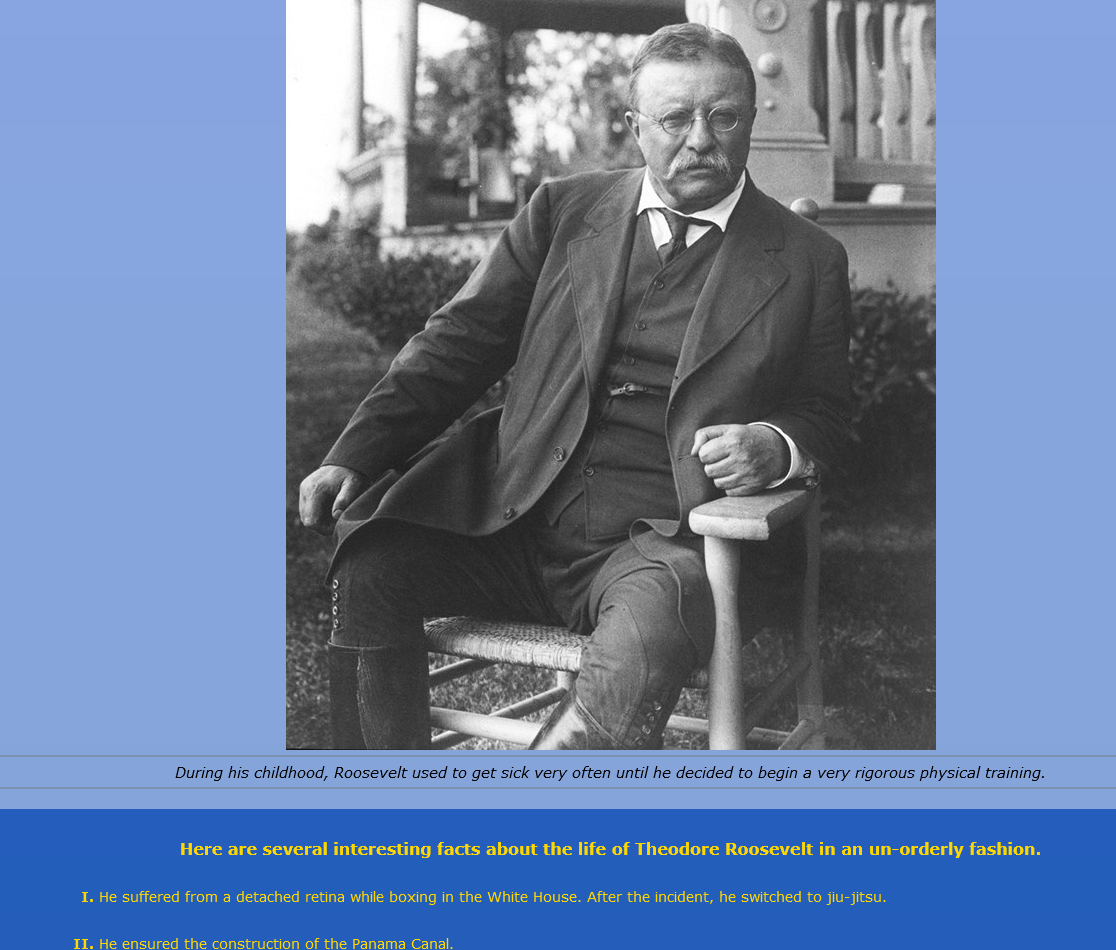 During his childhood, Roosevelt used to get sick very often until he decided to begin a very rigorous physical training.
Here are several interesting facts about the life of Theodore Roosevelt in an un-orderly fashion.
I. He suffered from a detached retina while boxing in the White House. After the incident, he switched to jiu-jitsu.
II. He ensured the construction of the Panama Canal.